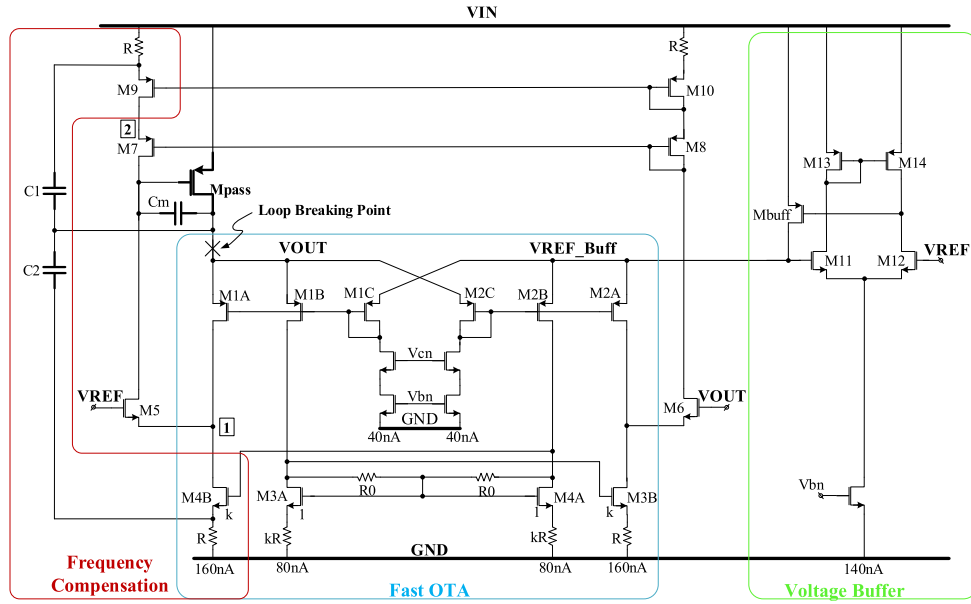 VIN
R
R
M9
M10
2
M7
M8
M13
M14
C1
Mpass
Cm
Loop Breaking Point
Mbuff
VOUT
VREF_Buff
M11
M12
VREF
C2
M1A
M1B
M1C
M2C
M2B
M2A
Vcn
VREF
M5
Vbn
M6
VOUT
GND
1
40nA
40nA
R0
R0
M4B
M3A
M4A
M3B
Vbn
k
1
1
k
R
kR
kR
R
GND
160nA
80nA
80nA
160nA
140nA
Frequency
Compensation
Fast OTA
Voltage Buffer